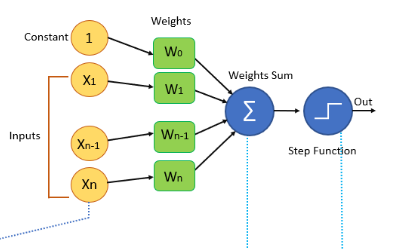 Weights
Constant
1
W0
Weights Sum
X1
W1
Σ
Out
Inputs
Xn-1
Wn-1
Step Function
Xn
Wn